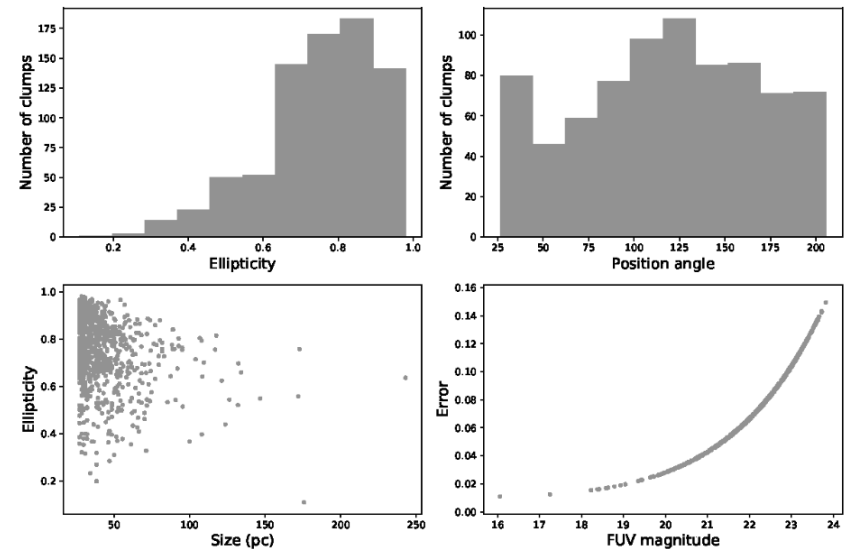 175
150
125
100
75
50
25
0
Number of clumps
0.2 0.4 0.6 0.8 1.0
Ellipticity
100
80
60
40
20
0
Number of clumps
25 50 75 100 125 150 175 200
Position angle
1.0
0.8
0.6
0.4
0.2
Ellipticity
50 100 150 200 250
Size (pc)
0.16
0.14
0.12
0.10
0.08
0.06
0.04
0.02
0.00
Error
16 17 18 19 20 21 22 23 24
FUV magnitude